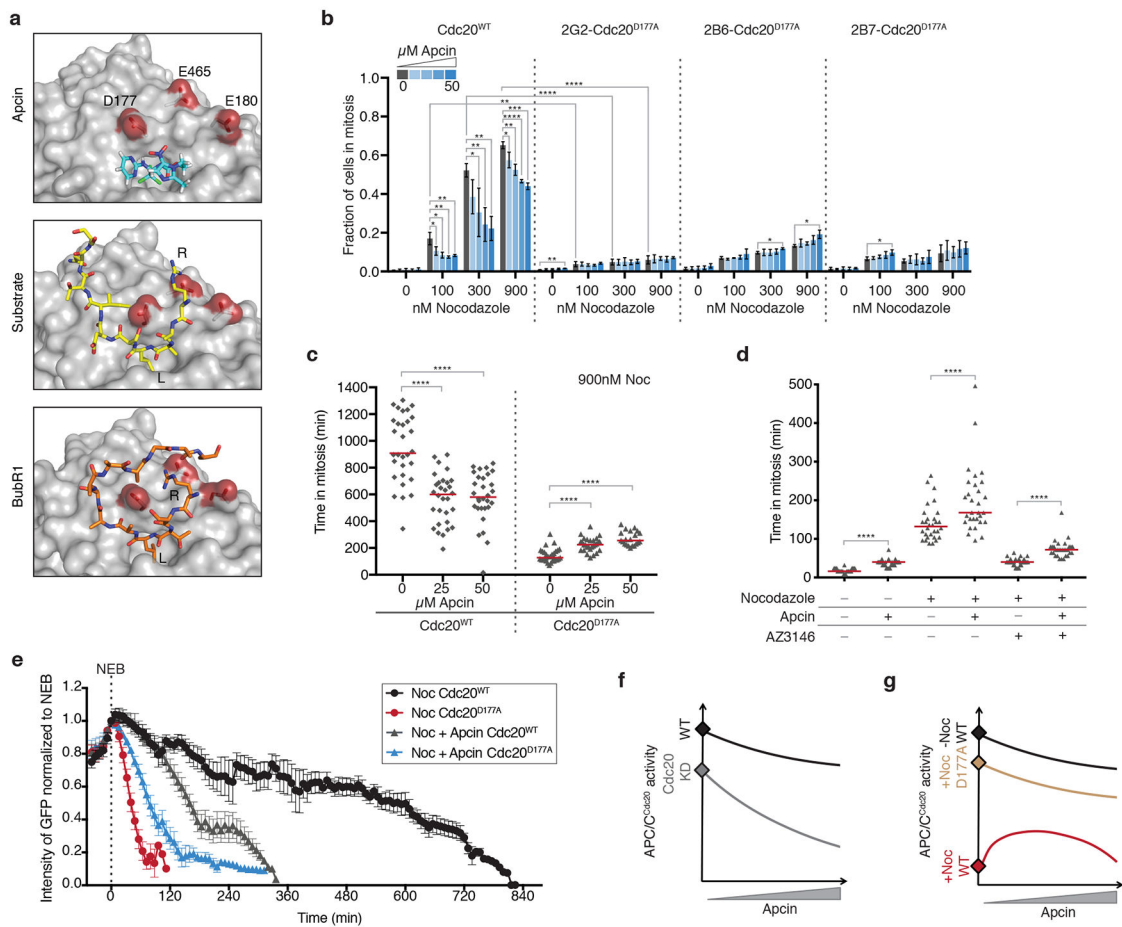 a
Apcin
D177
E465
E180
Substrate
R
L
BubR1
R
L
b
Cdc20WT
2G2-Cdc20D177A
2B6-Cdc20D177A
2B7-Cdc20D177A
µM Apcin
0 50
Fraction of cells in mitosis
1.0
0.8
0.6
0.4
0.2
0.0
**** 
****
**
***
****
**
*
**
**
*
**
**
*
*
**
*
*
*
0 100 300 900 0 100 300 900 0 100 300 900 0 100 300 900
nM Nocodazole nM Nocodazole nM Nocodazole nM Nocodazole
c
900nM Noc
Time in mitosis (min)
1400
1200
1000
800
600
400
200
0
****
****
****
****
0 25 50 0 25 50
µM Apcin µM Apcin
Cdc20WT Cdc20D177A
d
Time in mitosis (min)
500
400
300
200
100
0
****
****
****
Nocodazole – – + + + +
Apcin – + – + – +
AZ3146 – – – – + +
e
NEB
Intensity of GFP normalized to NEB
1.2
1.0
0.8
0.6
0.4
0.2
0.0
0 120 240 360 480 600 720 840
Time (min)
Noc Cdc20WT
Noc Cdc20D177A
Noc + Apcin Cdc20WT
Noc + Apcin Cdc20D177A
f
APC/CCdc20 activity
Cdc20 KD
WT
Apcin
g
APC/CCdc20 activity
-Noc WT
+Noc D177A
+Noc WT
Apcin